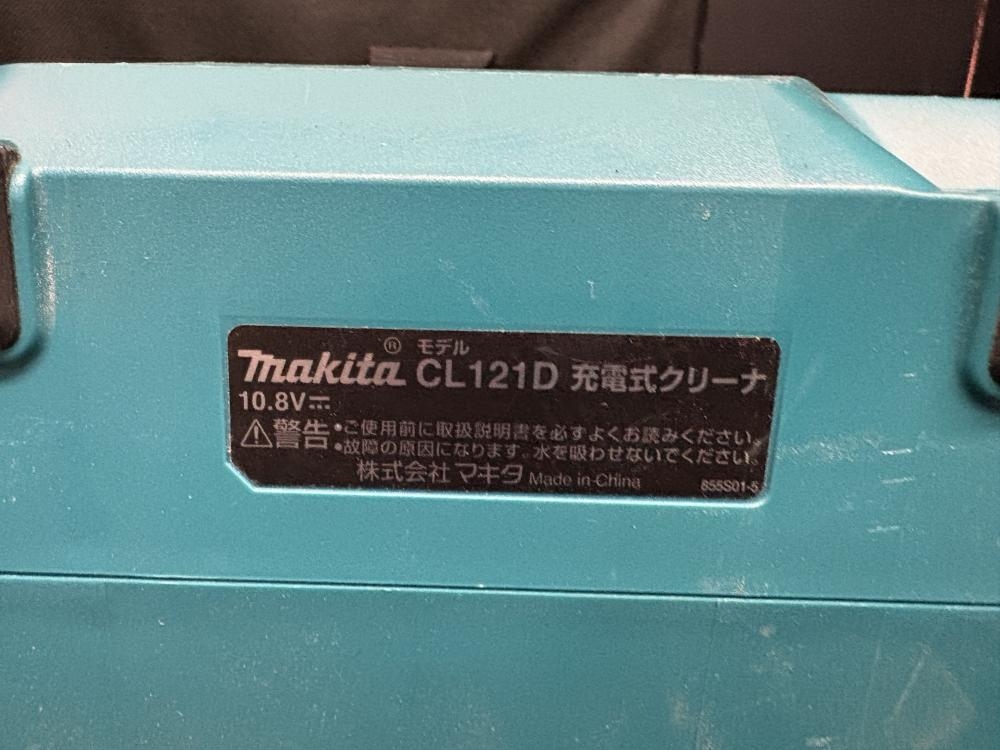 makita® モデル CL121D 充電式クリーナ
10.8V⎓
⚠警告 •ご使用前に取扱説明書を必ずよくお読みください。
•故障の原因になります。水を吸わせないでください。
株式会社 マキタ Made in China 855S01-5